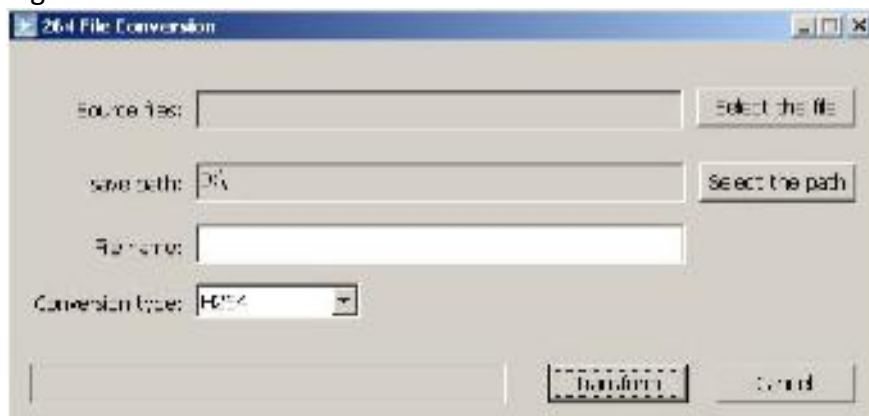 264 File Conversion
Source files:
Select the file
save path:
D:\
Select the path
File name:
Conversion type:
H264
Transform
Cancel